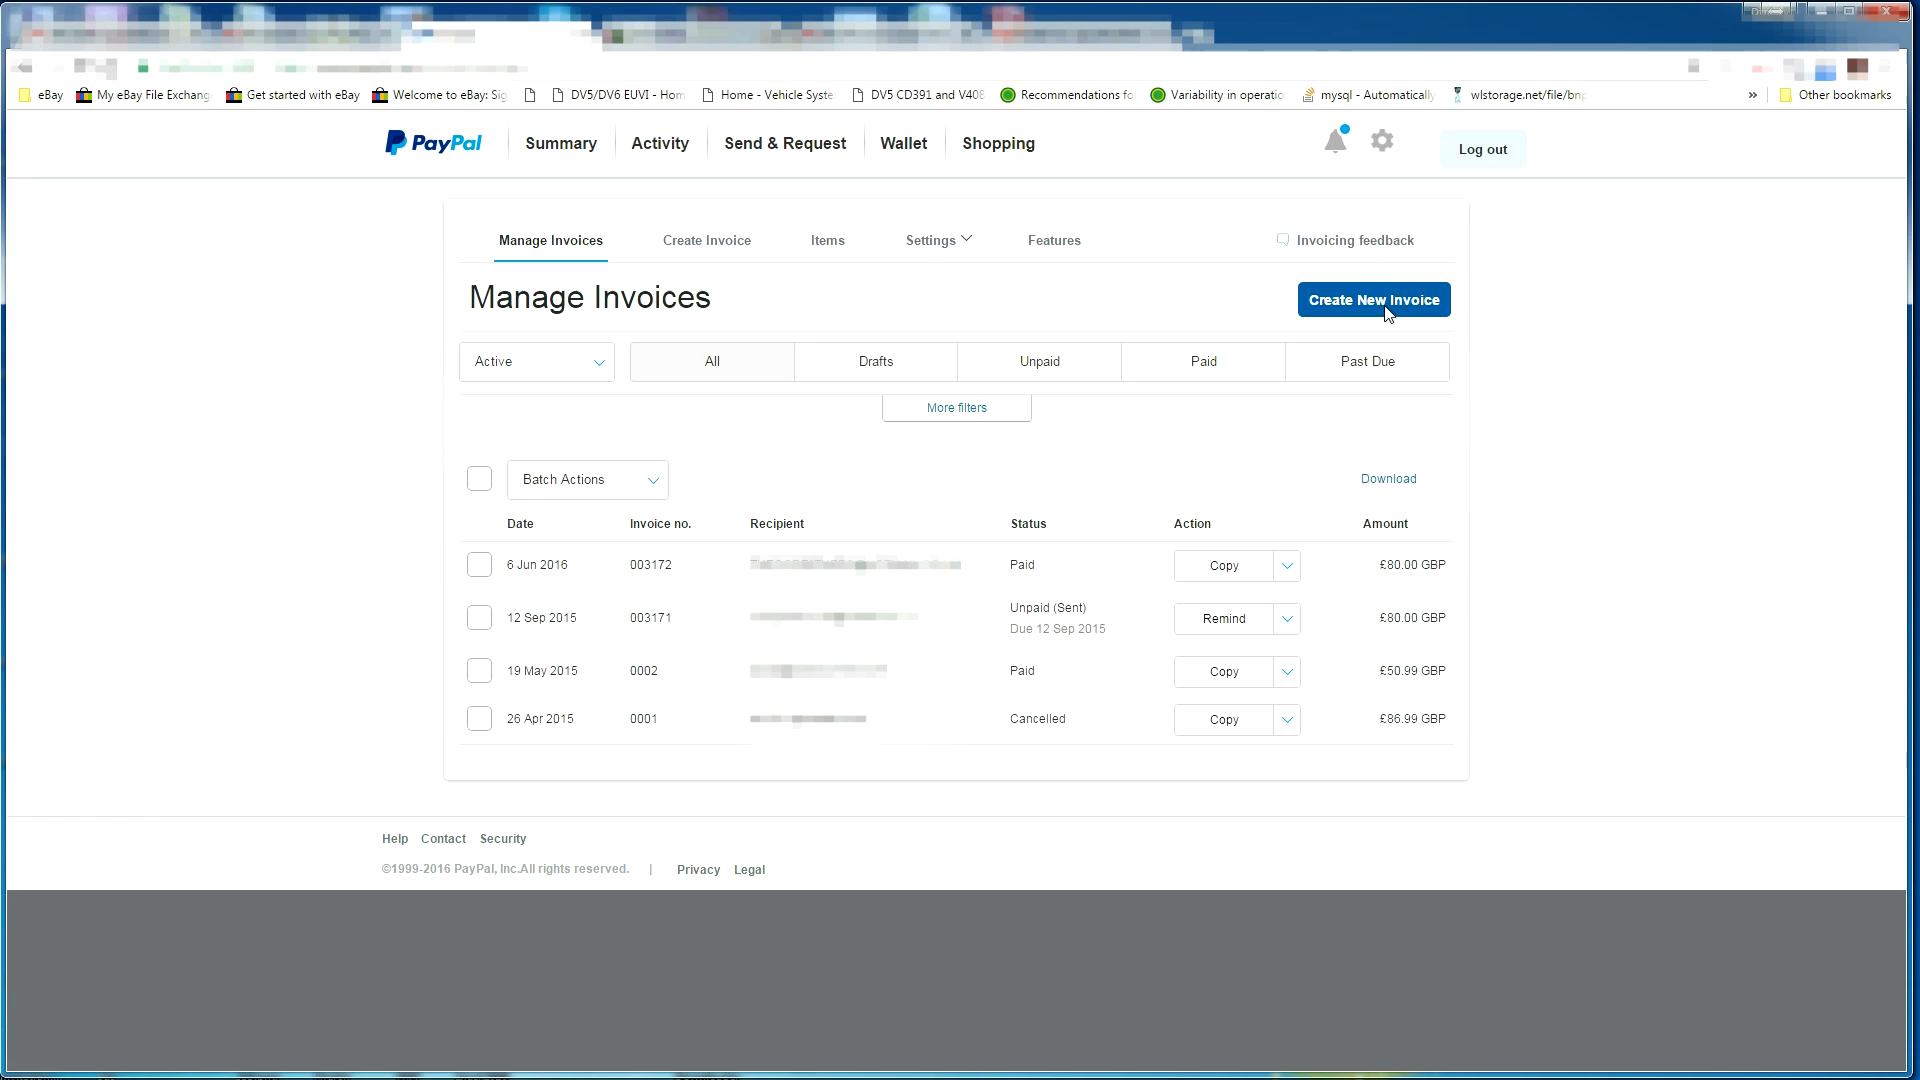 eBay My eBay File Exchang Get started with eBay Welcome to eBay: Sig DV5/DV6 EUVI - Hom Home - Vehicle Syste DV5 CD391 and V408 Recommendations fo Variability in operatio mysql - Automatically wlstorage.net/file/bnp » Other bookmarks
PayPal Summary Activity Send & Request Wallet Shopping Log out
Manage Invoices Create Invoice Items Settings Features Invoicing feedback
Manage Invoices Create New Invoice
Active All Drafts Unpaid Paid Past Due
More filters
Batch Actions Download
Date Invoice no. Recipient Status Action Amount
6 Jun 2016 003172 Paid Copy £80.00 GBP
12 Sep 2015 003171 Unpaid (Sent) Remind £80.00 GBP
Due 12 Sep 2015
19 May 2015 0002 Paid Copy £50.99 GBP
26 Apr 2015 0001 Cancelled Copy £86.99 GBP
Help Contact Security
©1999-2016 PayPal, Inc.All rights reserved. | Privacy Legal